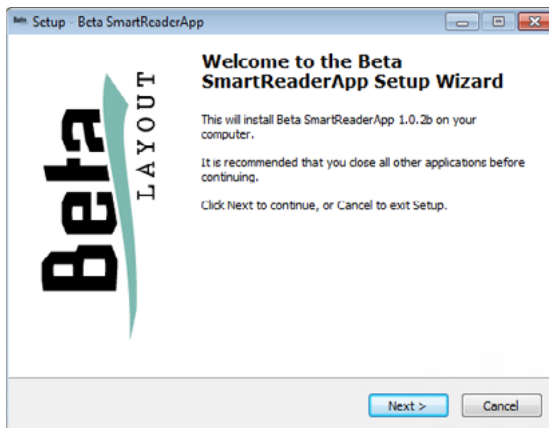 Setup - Beta SmartReaderApp
Beta
LAYOUT
Welcome to the Beta
SmartReaderApp Setup Wizard
This will install Beta SmartReaderApp 1.0.2b on your
computer.
It is recommended that you close all other applications before
continuing.
Click Next to continue, or Cancel to exit Setup.
Next >
Cancel